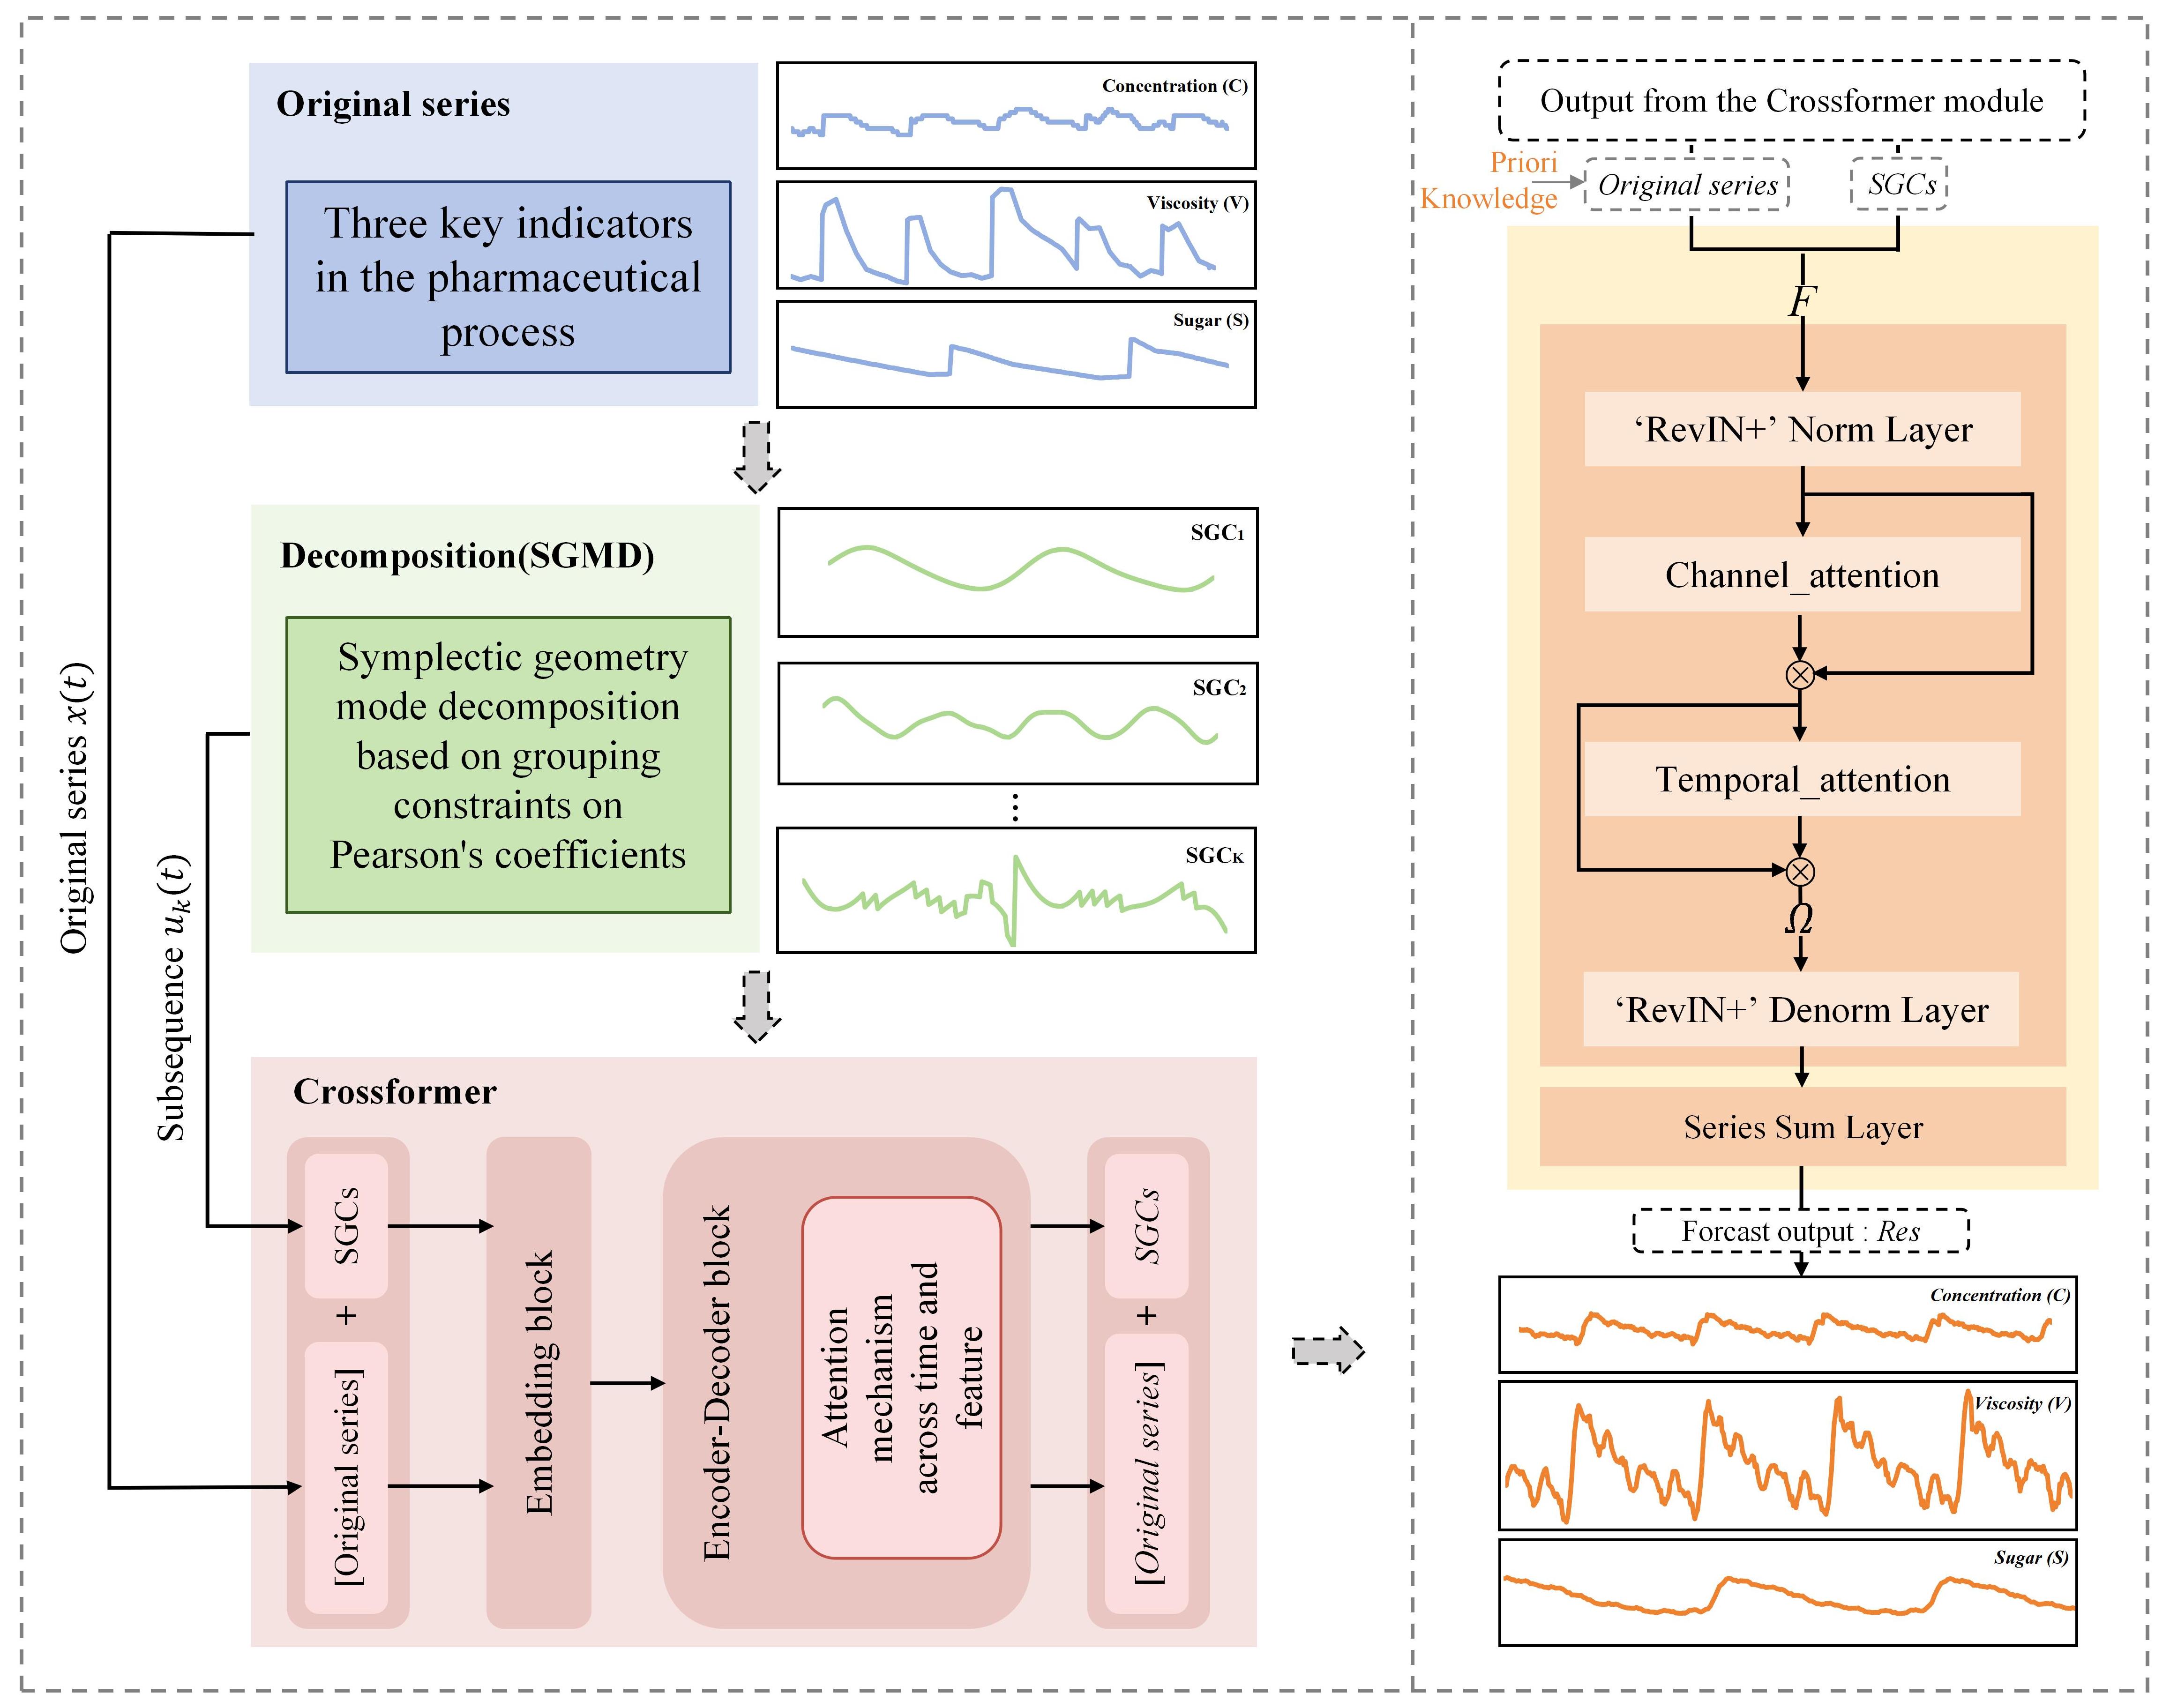 Original series
Three key indicators
in the pharmaceutical
process
Concentration (C)
Viscosity (V)
Sugar (S)
Decomposition(SGMD)
Symplectic geometry
mode decomposition
based on grouping
constraints on
Pearson's coefficients
SGC₁
SGC₂
⋮
SGCₖ
Original series x(t)
Subsequence uₖ(t)
Crossformer
SGCs
+
[Original series]
Embedding block
Encoder-Decoder block
Attention
mechanism
across time and
feature
SGCs
+
[Original series]
Output from the Crossformer module
Priori
Knowledge
Original series
SGCs
F
‘RevIN+’ Norm Layer
Channel_attention
⊗
Temporal_attention
⊗
Ω
‘RevIN+’ Denorm Layer
Series Sum Layer
Forcast output : Res
Concentration (C)
Viscosity (V)
Sugar (S)